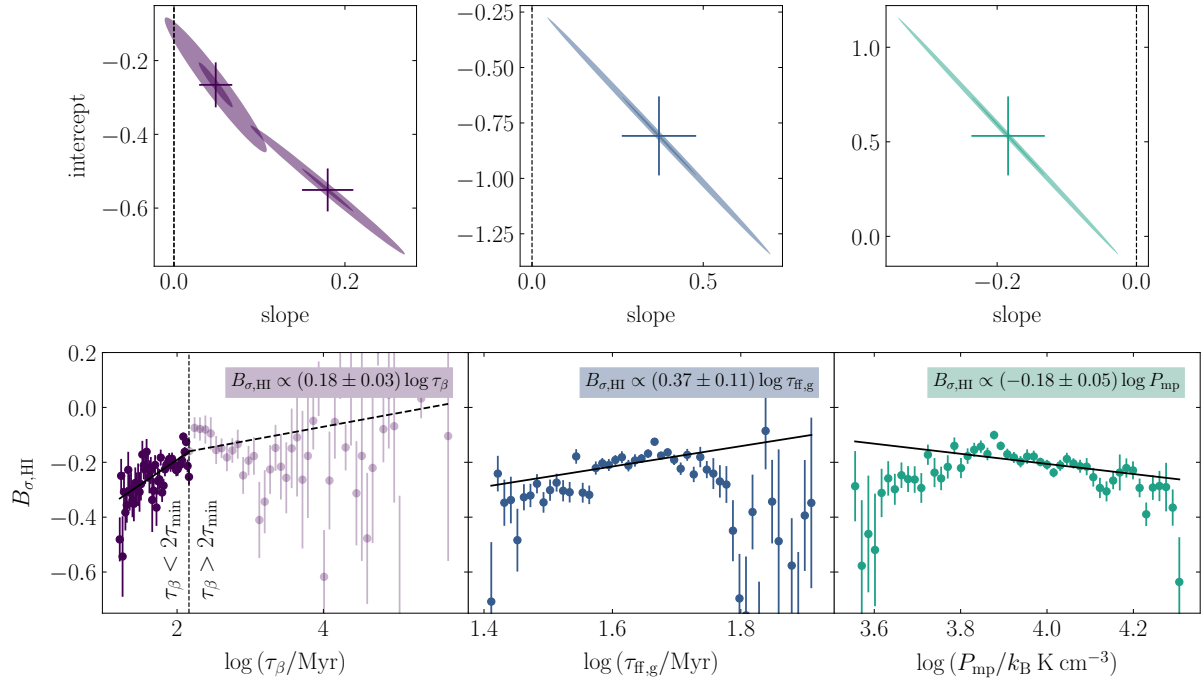 −0.2
−0.4
−0.6
intercept
0.0
0.2
slope
−0.25
−0.50
−0.75
−1.00
−1.25
0.0
0.5
slope
1.0
0.5
0.0
−0.2
0.0
slope
0.2
0.0
−0.2
−0.4
−0.6
B_{σ,HI}
B_{σ,HI} ∝ (0.18 ± 0.03) log τ_β
τ_β < 2τ_min
τ_β > 2τ_min
2
4
log (τ_β/Myr)
B_{σ,HI} ∝ (0.37 ± 0.11) log τ_{ff,g}
1.4
1.6
1.8
log (τ_{ff,g}/Myr)
B_{σ,HI} ∝ (−0.18 ± 0.05) log P_mp
3.6
3.8
4.0
4.2
log (P_mp/k_B K cm⁻³)